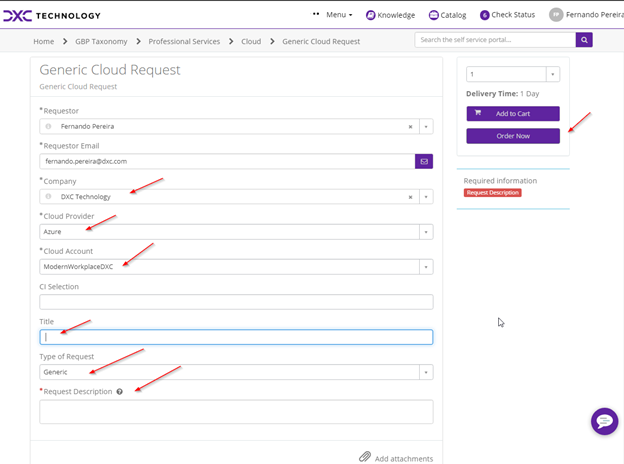 DXC TECHNOLOGY
Menu
Knowledge
Catalog
6 Check Status
FP Fernando Pereira
Home > GBP Taxonomy > Professional Services > Cloud > Generic Cloud Request
Search the self service portal...
Generic Cloud Request
Generic Cloud Request
*Requestor
Fernando Pereira
*Requestor Email
fernando.pereira@dxc.com
*Company
DXC Technology
*Cloud Provider
Azure
*Cloud Account
ModernWorkplaceDXC
CI Selection
Title
Type of Request
Generic
*Request Description
Add attachments
1
Delivery Time: 1 Day
Add to Cart
Order Now
Required information
Request Description